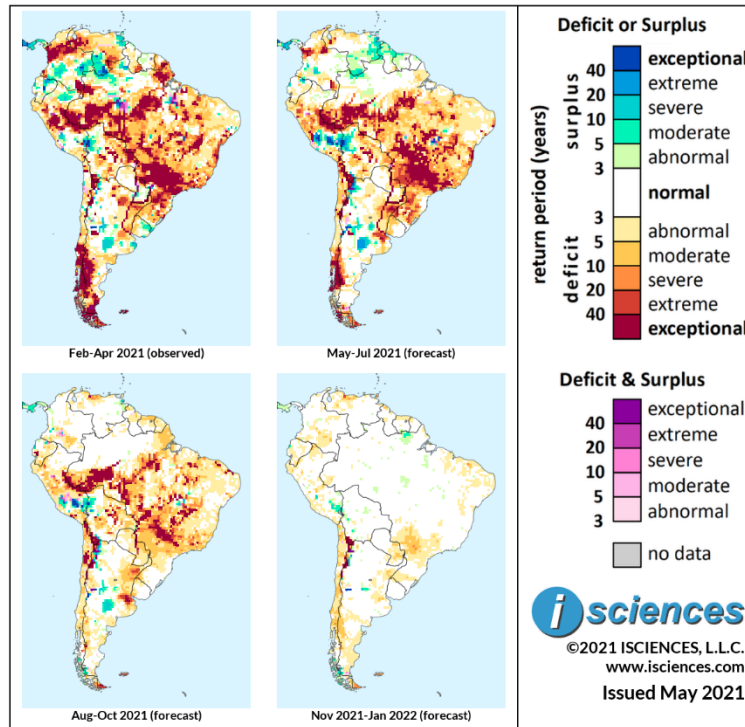 Feb-Apr 2021 (observed)
May-Jul 2021 (forecast)
Aug-Oct 2021 (forecast)
Nov 2021-Jan 2022 (forecast)
Deficit or Surplus
return period (years)
surplus
deficit
exceptional
40
extreme
20
severe
10
moderate
5
abnormal
3
normal
3
abnormal
5
moderate
10
severe
20
extreme
40
exceptional
Deficit & Surplus
exceptional
40
extreme
20
severe
10
moderate
5
abnormal
3
no data
i sciences
©2021 ISCIENCES, L.L.C.
www.isciences.com
Issued May 2021